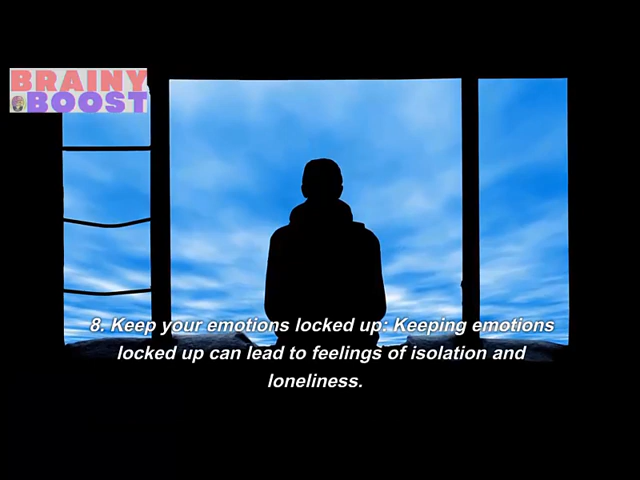 BRAINY
BOOST
8. Keep your emotions locked up: Keeping emotions
locked up can lead to feelings of isolation and
loneliness.